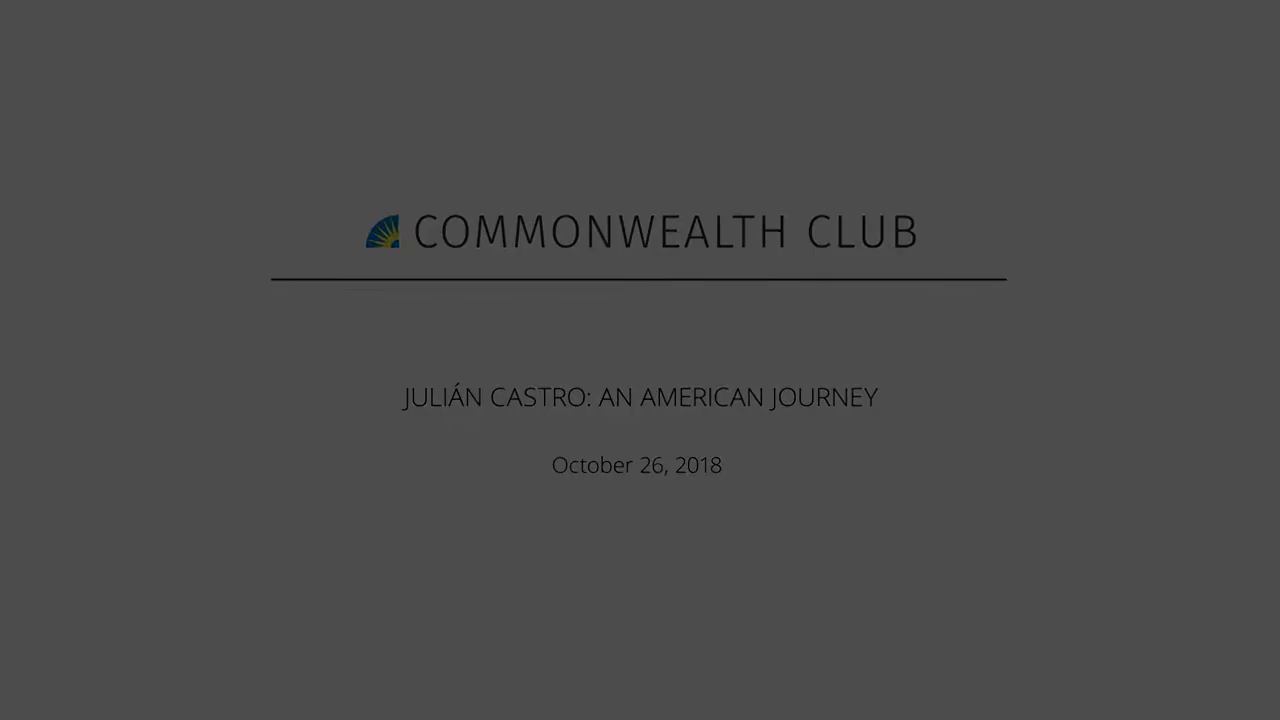 COMMONWEALTH CLUB
JULIÁN CASTRO: AN AMERICAN JOURNEY
October 26, 2018